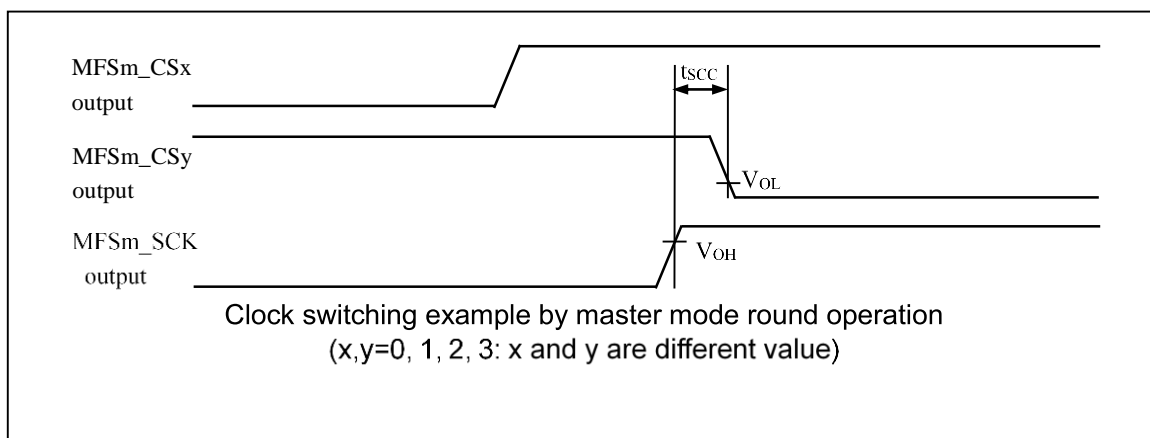 MFSm_CSx
output
tSCC
MFSm_CSy
output
VOL
MFSm_SCK
output
VOH
Clock switching example by master mode round operation
(x,y=0, 1, 2, 3: x and y are different value)